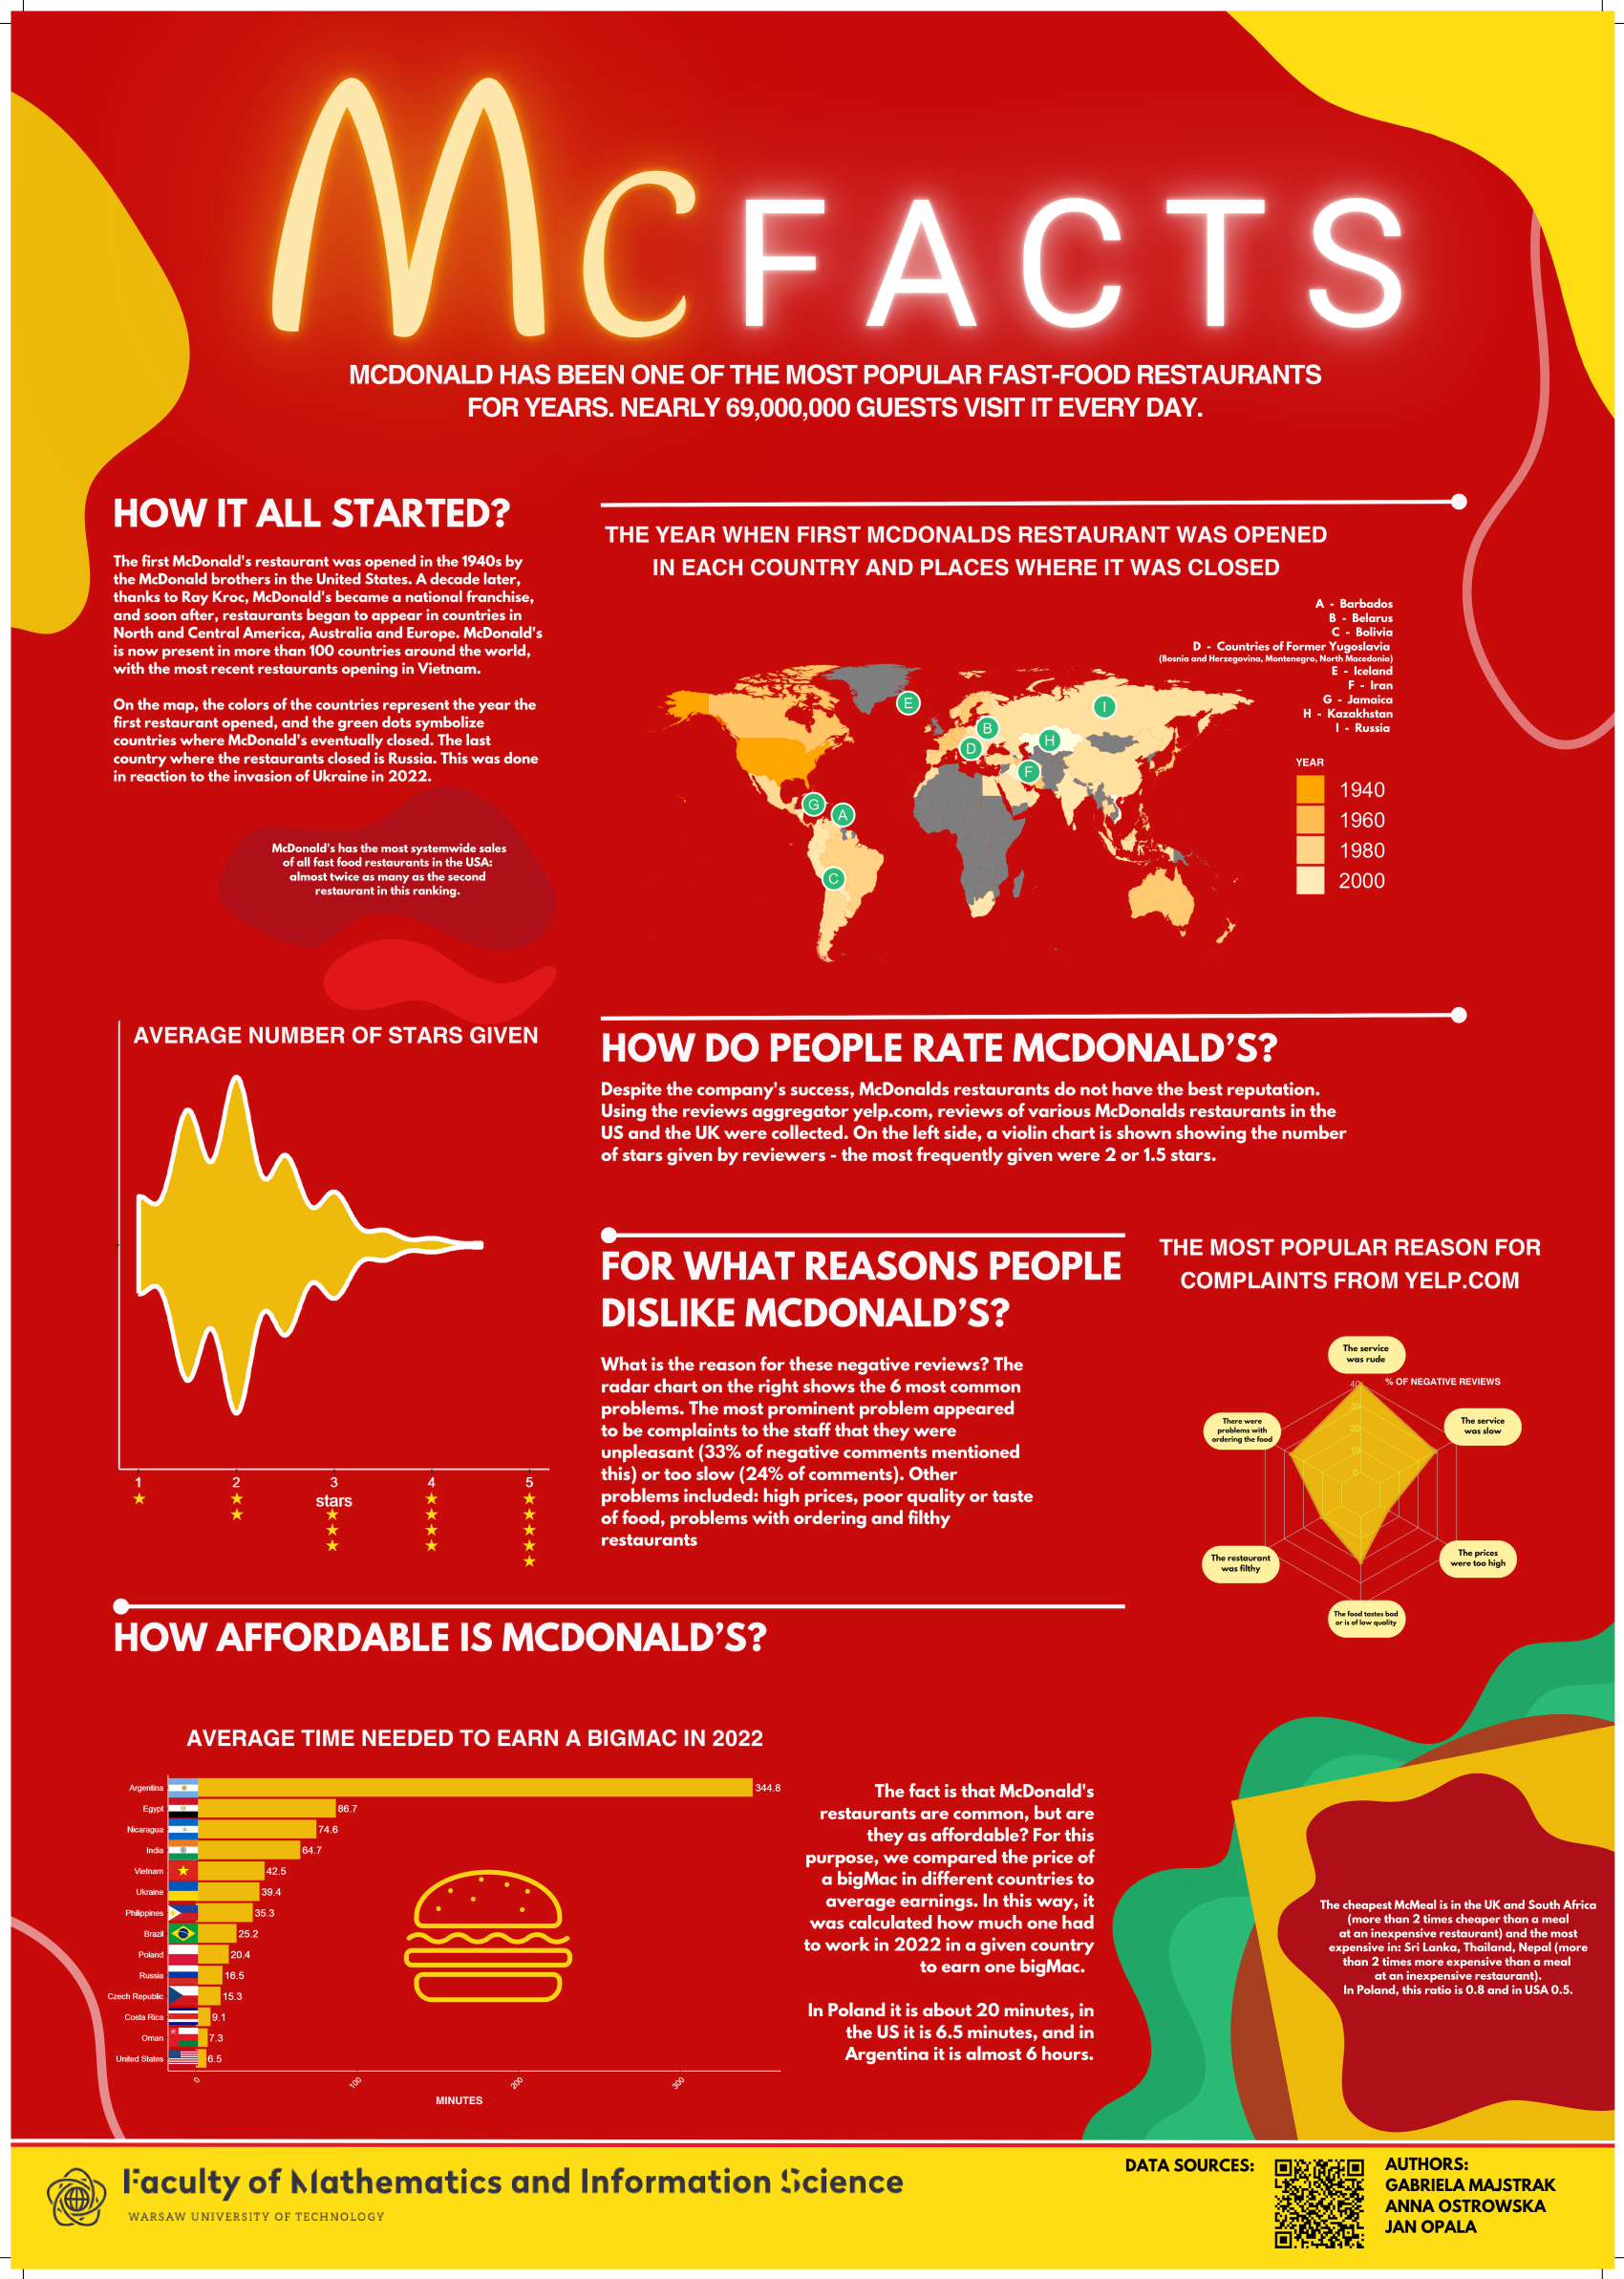 Mc FACTS
MCDONALD HAS BEEN ONE OF THE MOST POPULAR FAST-FOOD RESTAURANTS
FOR YEARS. NEARLY 69,000,000 GUESTS VISIT IT EVERY DAY.
HOW IT ALL STARTED?
The first McDonald's restaurant was opened in the 1940s by
the McDonald brothers in the United States. A decade later,
thanks to Ray Kroc, McDonald's became a national franchise,
and soon after, restaurants began to appear in countries in
North and Central America, Australia and Europe. McDonald's
is now present in more than 100 countries around the world,
with the most recent restaurants opening in Vietnam.
On the map, the colors of the countries represent the year the
first restaurant opened, and the green dots symbolize
countries where McDonald's eventually closed. The last
country where the restaurants closed is Russia. This was done
in reaction to the invasion of Ukraine in 2022.
McDonald's has the most systemwide sales
of all fast food restaurants in the USA:
almost twice as many as the second
restaurant in this ranking.
THE YEAR WHEN FIRST MCDONALDS RESTAURANT WAS OPENED
IN EACH COUNTRY AND PLACES WHERE IT WAS CLOSED
A - Barbados
B - Belarus
C - Bolivia
D - Countries of Former Yugoslavia
(Bosnia and Herzegovina, Montenegro, North Macedonia)
E - Iceland
F - Iran
G - Jamaica
H - Kazakhstan
I - Russia
E
I
B
H
D
F
G
A
C
YEAR
1940
1960
1980
2000
AVERAGE NUMBER OF STARS GIVEN
1
2
3
4
5
stars
HOW DO PEOPLE RATE MCDONALD'S?
Despite the company's success, McDonalds restaurants do not have the best reputation.
Using the reviews aggregator yelp.com, reviews of various McDonalds restaurants in the
US and the UK were collected. On the left side, a violin chart is shown showing the number
of stars given by reviewers - the most frequently given were 2 or 1.5 stars.
FOR WHAT REASONS PEOPLE
DISLIKE MCDONALD'S?
What is the reason for these negative reviews? The
radar chart on the right shows the 6 most common
problems. The most prominent problem appeared
to be complaints to the staff that they were
unpleasant (33% of negative comments mentioned
this) or too slow (24% of comments). Other
problems included: high prices, poor quality or taste
of food, problems with ordering and filthy
restaurants
THE MOST POPULAR REASON FOR
COMPLAINTS FROM YELP.COM
The service
was rude
% OF NEGATIVE REVIEWS
40
30
20
10
0
There were
problems with
ordering the food
The service
was slow
The restaurant
was filthy
The prices
were too high
The food tastes bad
or is of low quality
HOW AFFORDABLE IS MCDONALD'S?
AVERAGE TIME NEEDED TO EARN A BIGMAC IN 2022
Argentina 344.8
Egypt 86.7
Nicaragua 74.6
India 64.7
Vietnam 42.5
Ukraine 39.4
Philippines 35.3
Brazil 25.2
Poland 20.4
Russia 16.5
Czech Republic 15.3
Costa Rica 9.1
Oman 7.3
United States 6.5
0
100
200
300
MINUTES
The fact is that McDonald's
restaurants are common, but are
they as affordable? For this
purpose, we compared the price of
a bigMac in different countries to
average earnings. In this way, it
was calculated how much one had
to work in 2022 in a given country
to earn one bigMac.
In Poland it is about 20 minutes, in
the US it is 6.5 minutes, and in
Argentina it is almost 6 hours.
The cheapest McMeal is in the UK and South Africa
(more than 2 times cheaper than a meal
at an inexpensive restaurant) and the most
expensive in: Sri Lanka, Thailand, Nepal (more
than 2 times more expensive than a meal
at an inexpensive restaurant).
In Poland, this ratio is 0.8 and in USA 0.5.
Faculty of Mathematics and Information Science
WARSAW UNIVERSITY OF TECHNOLOGY
DATA SOURCES:
AUTHORS:
GABRIELA MAJSTRAK
ANNA OSTROWSKA
JAN OPALA